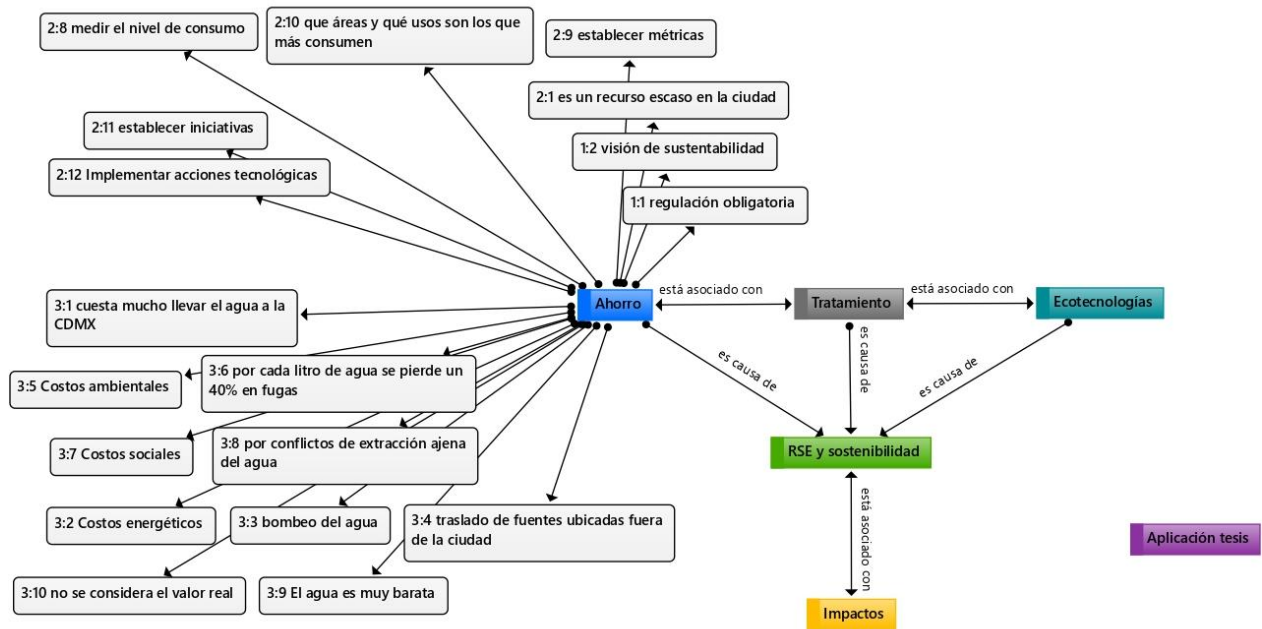 2:8 medir el nivel de consumo
2:10 que áreas y qué usos son los que
más consumen
2:9 establecer métricas
2:1 es un recurso escaso en la ciudad
2:11 establecer iniciativas
1:2 visión de sustentabilidad
2:12 Implementar acciones tecnológicas
1:1 regulación obligatoria
3:1 cuesta mucho llevar el agua a la
CDMX
Ahorro
está asociado con
Tratamiento
está asociado con
Ecotecnologías
3:6 por cada litro de agua se pierde un
40% en fugas
3:5 Costos ambientales
es causa de
es causa de
es causa de
3:8 por conflictos de extracción ajena
del agua
3:7 Costos sociales
RSE y sostenibilidad
3:2 Costos energéticos
3:3 bombeo del agua
3:4 traslado de fuentes ubicadas fuera
de la ciudad
está asociado con
Aplicación tesis
3:10 no se considera el valor real
3:9 El agua es muy barata
Impactos